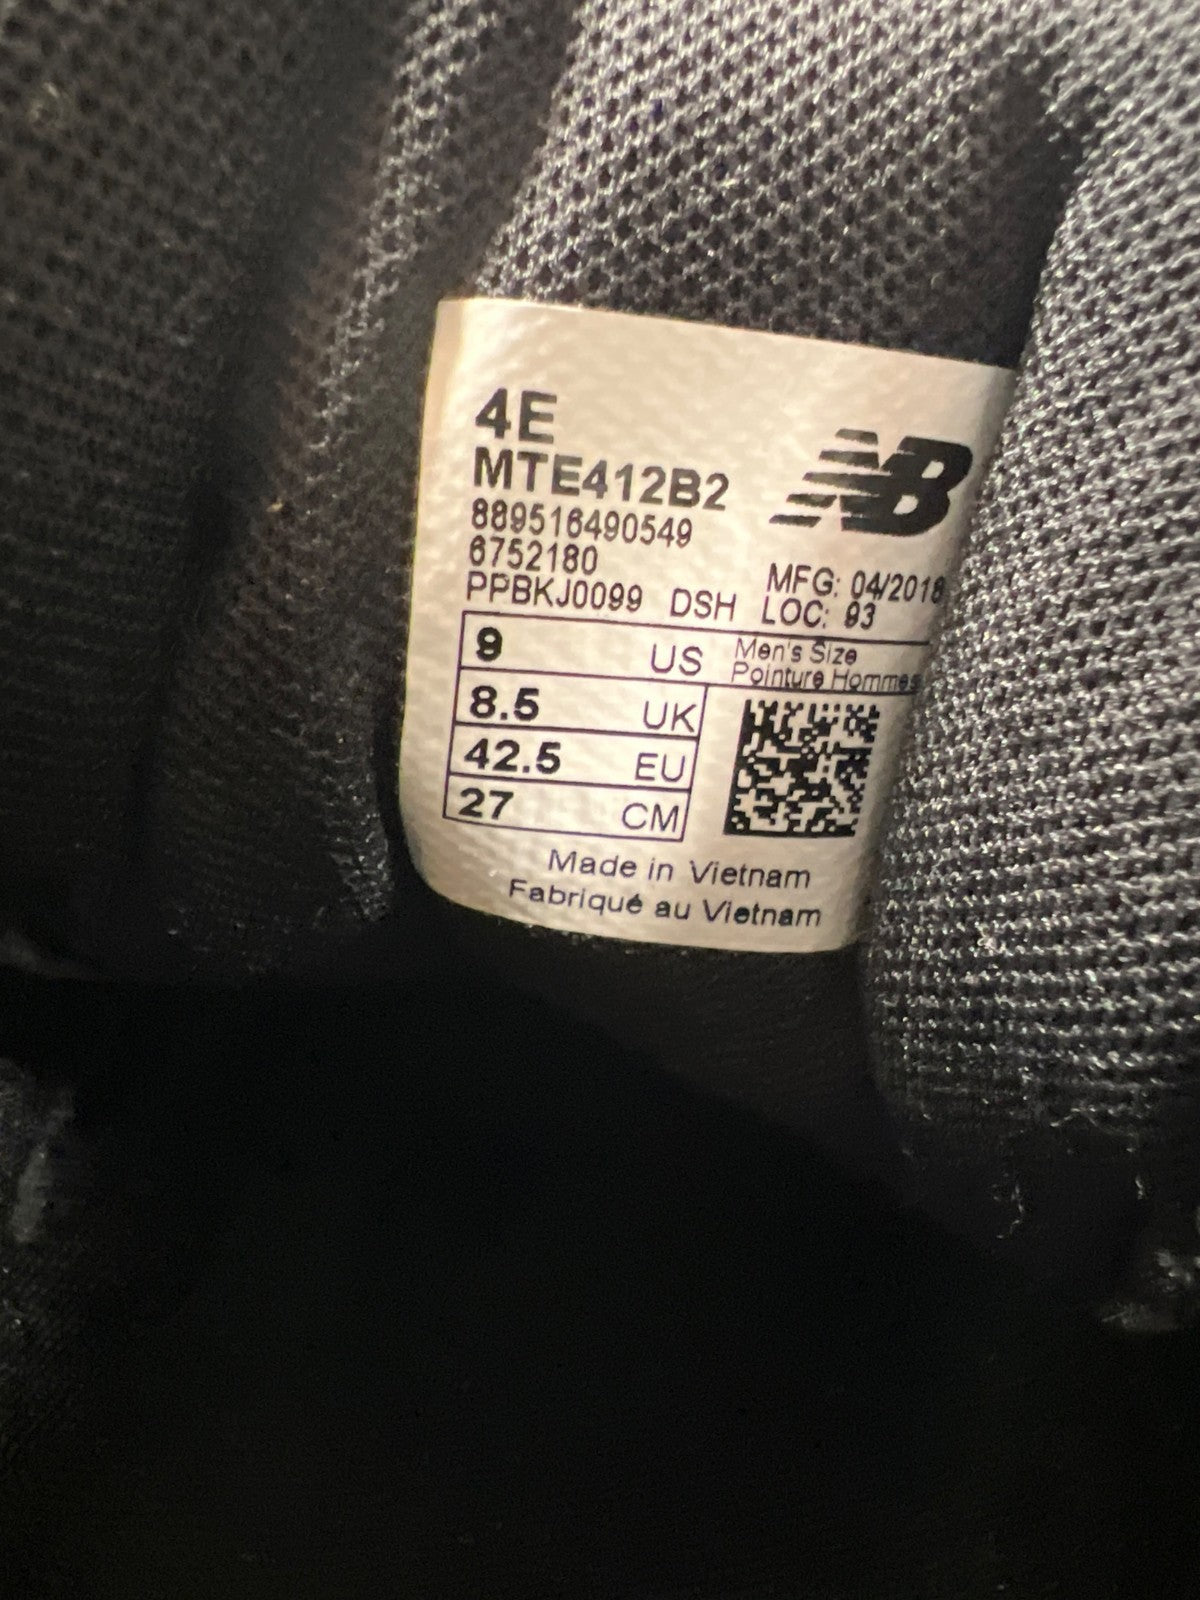 4E
NB
MTE412B2
889516490549
6752180
MFG: 04/2018
PPBKJ0099 DSH LOC: 93
9 US Men's Size
Pointure Hommes
8.5 UK
42.5 EU
27 CM
Made in Vietnam
Fabriqué au Vietnam